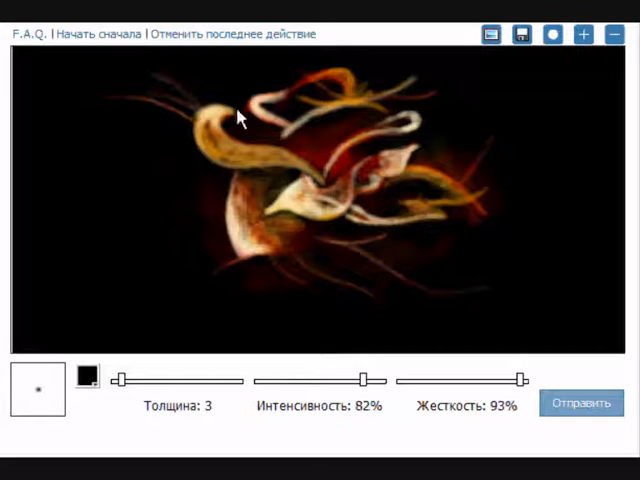 F.A.Q. | Начать сначала | Отменить последнее действие
Толщина: 3 Интенсивность: 82% Жесткость: 93% Отправить